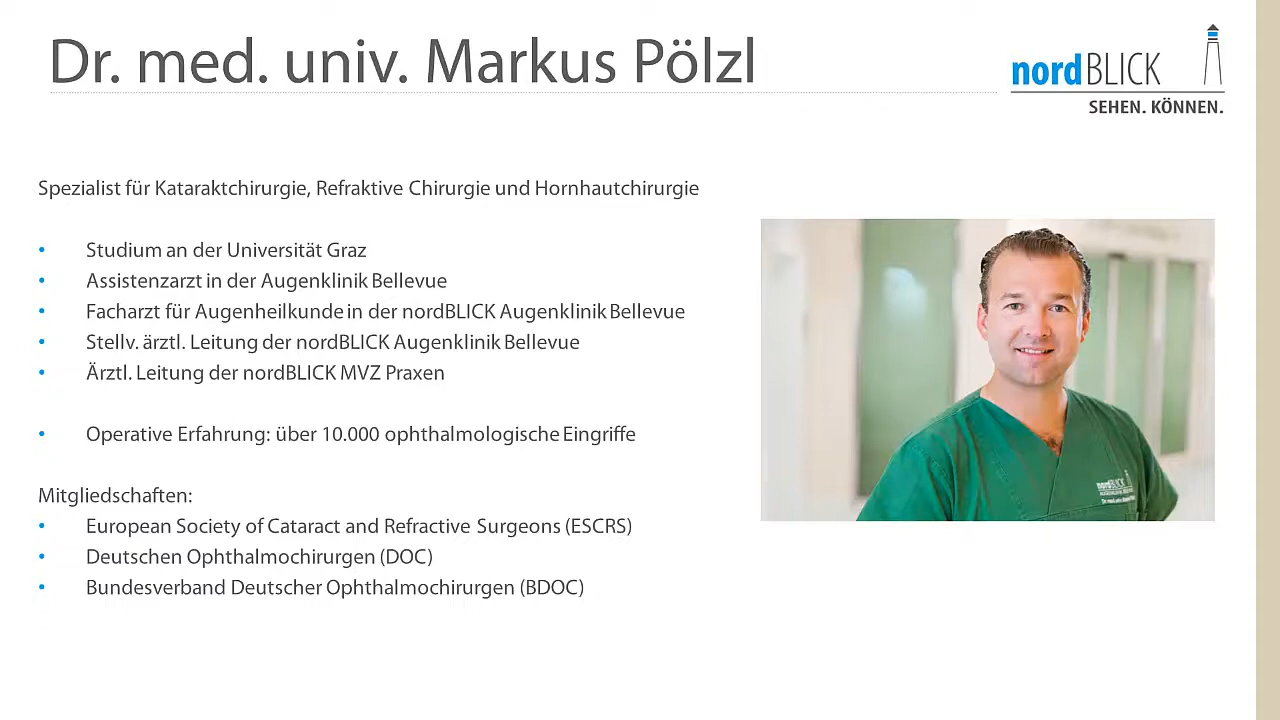 Dr. med. univ. Markus Pölzl
nordBLICK
SEHEN. KÖNNEN.
Spezialist für Kataraktchirurgie, Refraktive Chirurgie und Hornhautchirurgie
• Studium an der Universität Graz
• Assistenzarzt in der Augenklinik Bellevue
• Facharzt für Augenheilkunde in der nordBLICK Augenklinik Bellevue
• Stellv. ärztl. Leitung der nordBLICK Augenklinik Bellevue
• Ärztl. Leitung der nordBLICK MVZ Praxen
• Operative Erfahrung: über 10.000 ophthalmologische Eingriffe
Mitgliedschaften:
• European Society of Cataract and Refractive Surgeons (ESCRS)
• Deutschen Ophthalmochirurgen (DOC)
• Bundesverband Deutscher Ophthalmochirurgen (BDOC)
nordBLICK